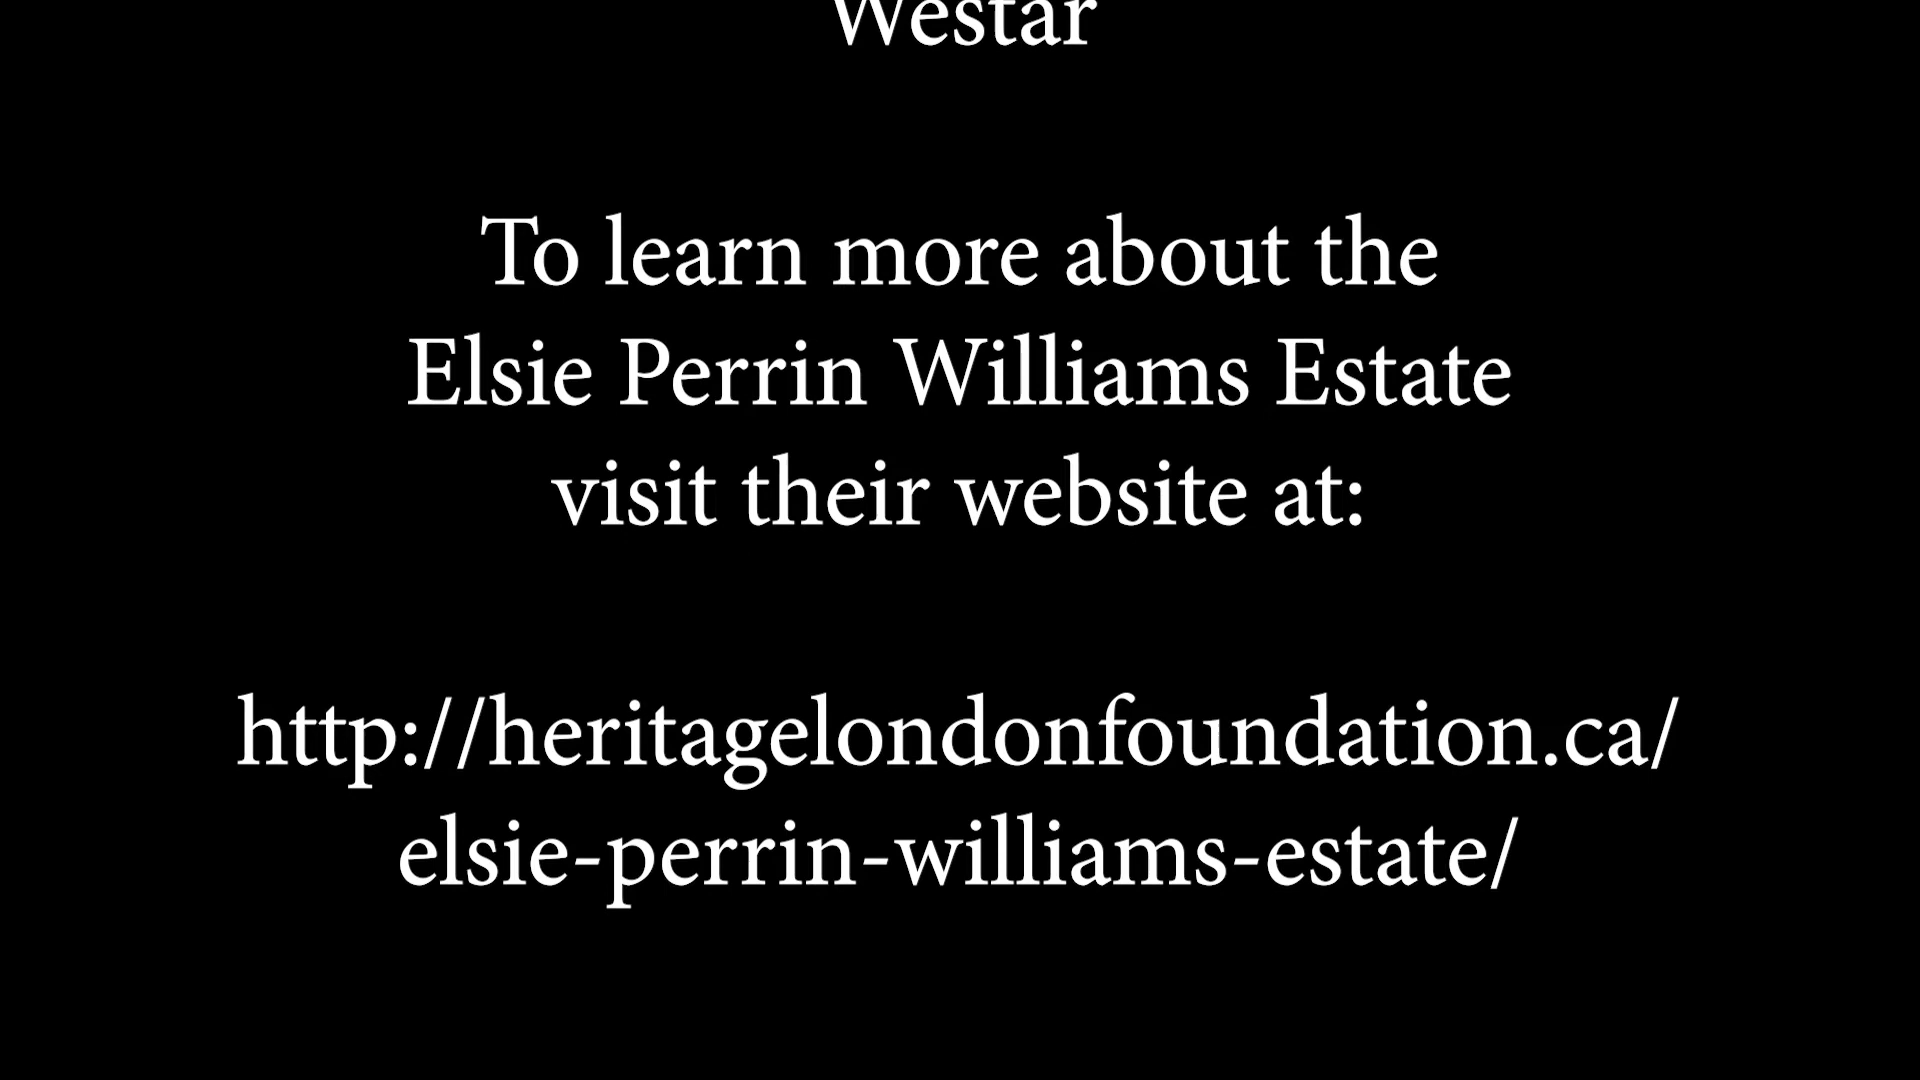 Westar
To learn more about the
Elsie Perrin Williams Estate
visit their website at:
http://heritagelondonfoundation.ca/
elsie-perrin-williams-estate/